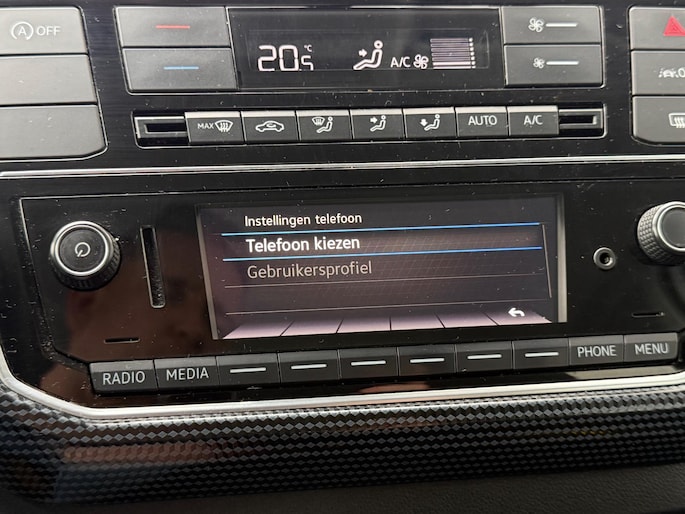 A OFF
20.5 °C
A/C
MAX
AUTO
A/C
Instellingen telefoon
Telefoon kiezen
Gebruikersprofiel
RADIO
MEDIA
PHONE
MENU